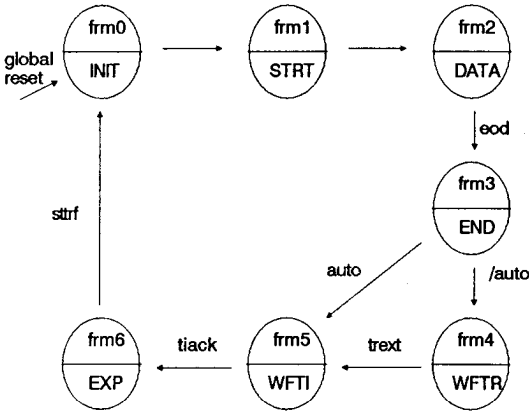 frm0
INIT
frm1
STRT
frm2
DATA
global
reset
eod
frm3
END
sttrf
auto
/auto
frm6
EXP
tiack
frm5
WFTI
trext
frm4
WFTR